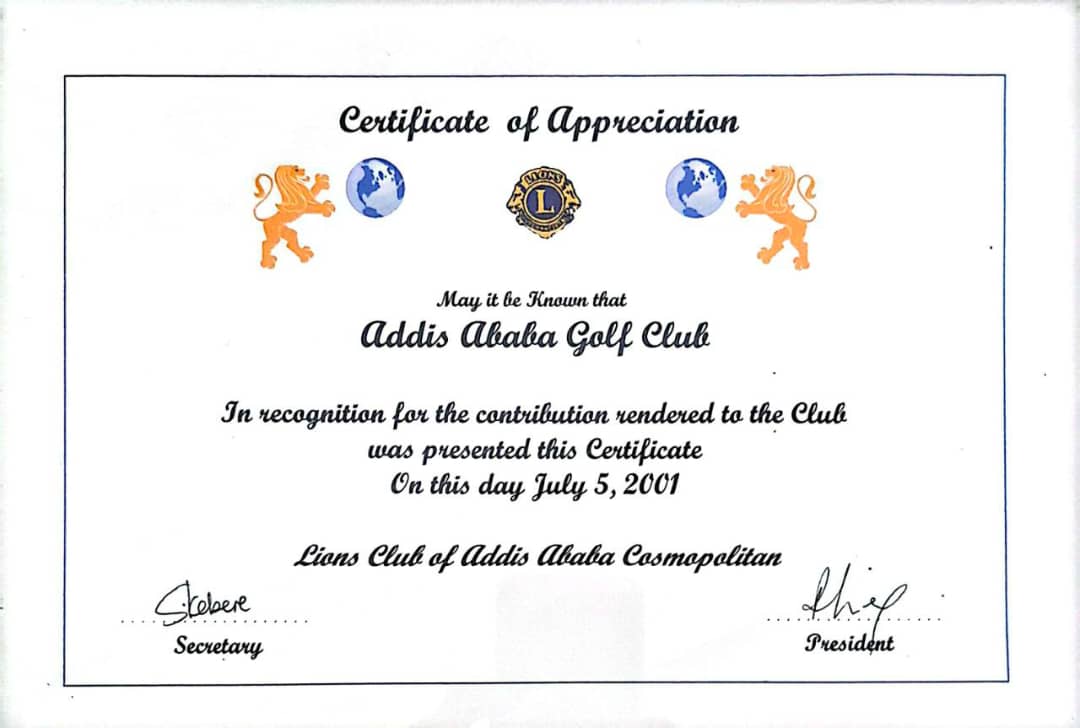 Certificate of Appreciation
LIONS
L
May it be Known that
Addis Ababa Golf Club
In recognition for the contribution rendered to the Club
was presented this Certificate
On this day July 5, 2001
Lions Club of Addis Ababa Cosmopolitan
Secretary
President